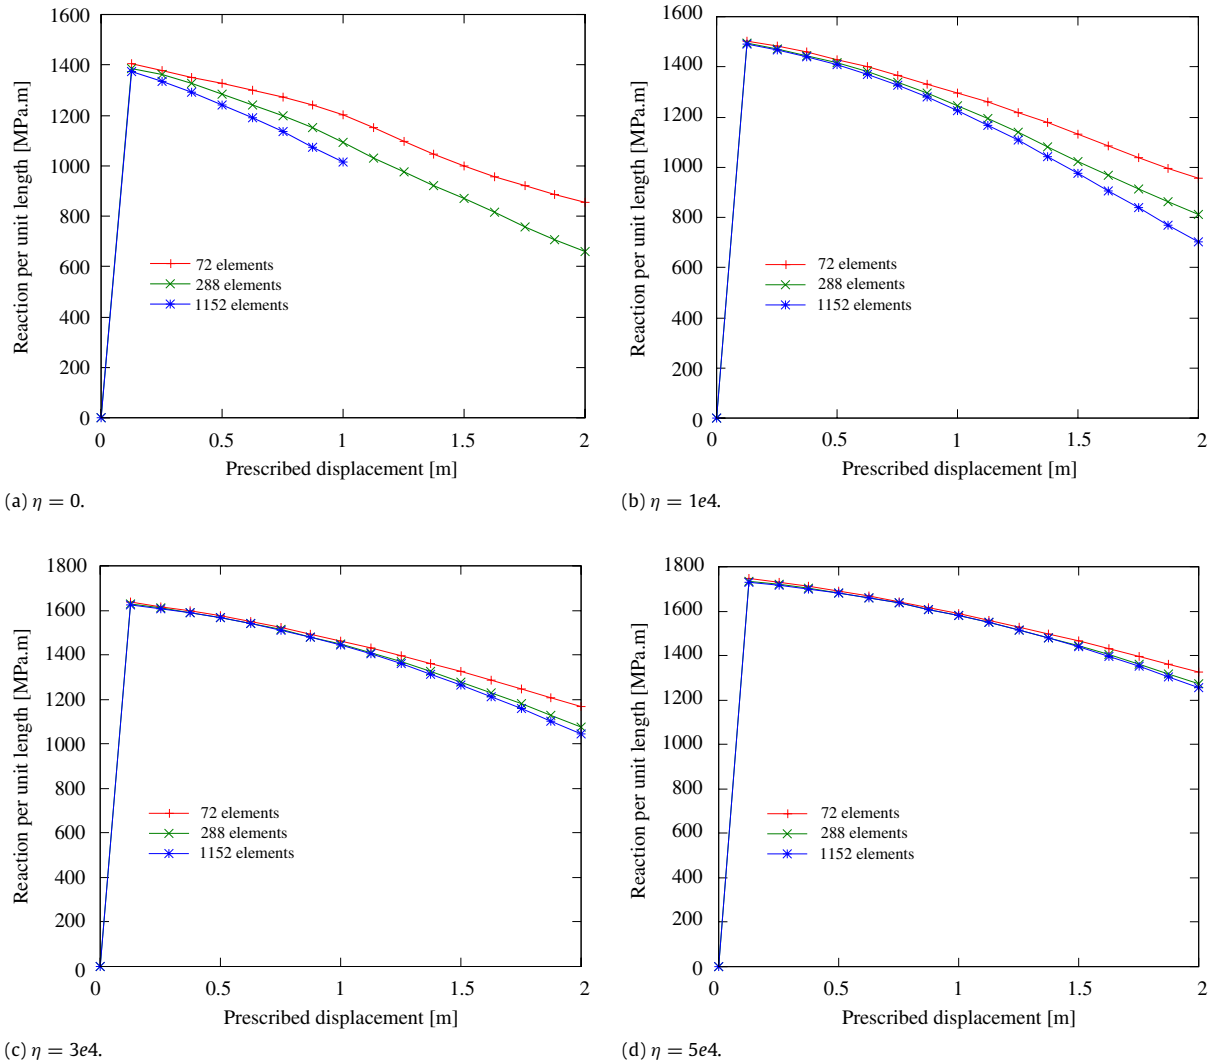 1600
1400
1200
1000
800
600
400
200
0
Reaction per unit length [MPa.m]
72 elements
288 elements
1152 elements
0 0.5 1 1.5 2
Prescribed displacement [m]
(a) η = 0.
1600
1400
1200
1000
800
600
400
200
0
Reaction per unit length [MPa.m]
72 elements
288 elements
1152 elements
0 0.5 1 1.5 2
Prescribed displacement [m]
(b) η = 1e4.
1800
1600
1400
1200
1000
800
600
400
200
0
Reaction per unit length [MPa.m]
72 elements
288 elements
1152 elements
0 0.5 1 1.5 2
Prescribed displacement [m]
(c) η = 3e4.
1800
1600
1400
1200
1000
800
600
400
200
0
Reaction per unit length [MPa.m]
72 elements
288 elements
1152 elements
0 0.5 1 1.5 2
Prescribed displacement [m]
(d) η = 5e4.